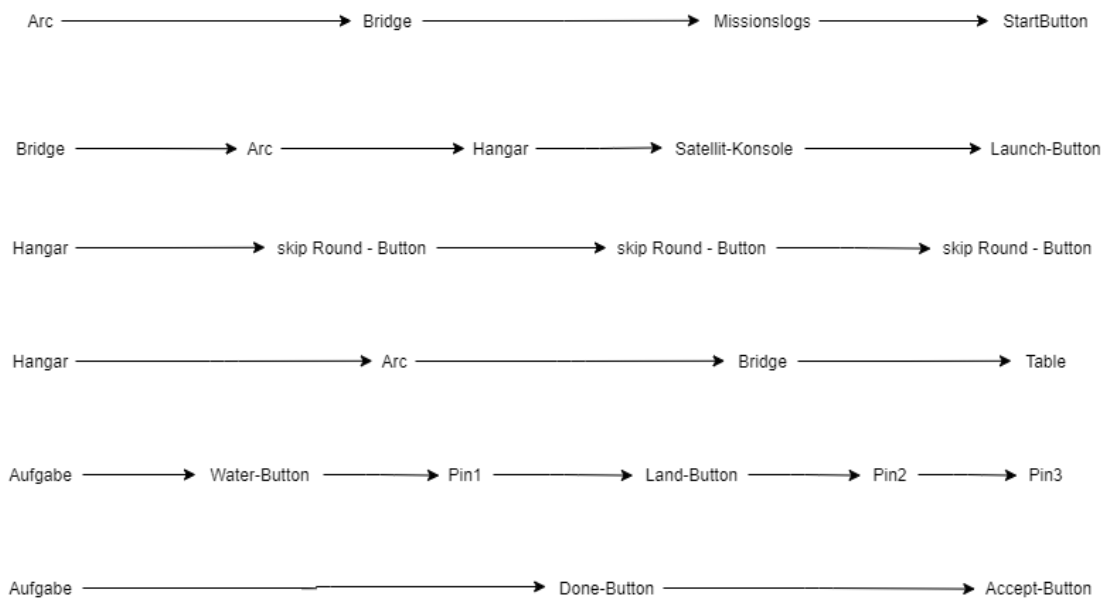 Arc Bridge Missionslogs StartButton
Bridge Arc Hangar Satellit-Konsole Launch-Button
Hangar skip Round - Button skip Round - Button skip Round - Button
Hangar Arc Bridge Table
Aufgabe Water-Button Pin1 Land-Button Pin2 Pin3
Aufgabe Done-Button Accept-Button